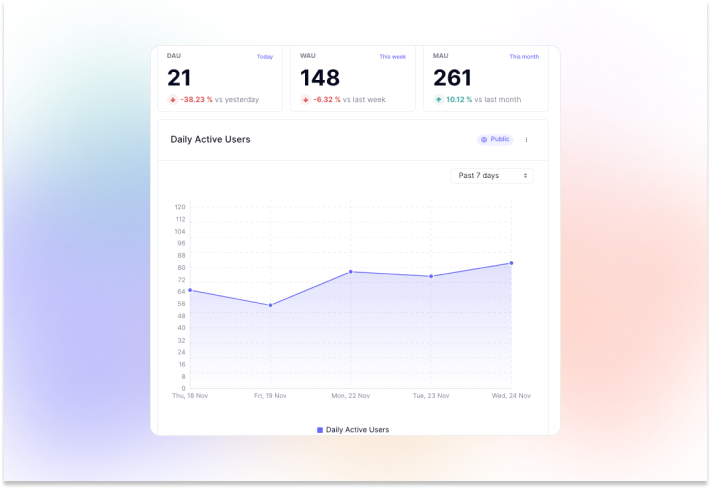 DAU Today WAU This week MAU This month
21 148 261
-38.23 % vs yesterday -6.32 % vs last week 10.12 % vs last month
Daily Active Users Public
Past 7 days
120
112
104
96
88
80
72
64
56
48
40
32
24
16
8
0
Thu, 18 Nov Fri, 19 Nov Mon, 22 Nov Tue, 23 Nov Wed, 24 Nov
Daily Active Users